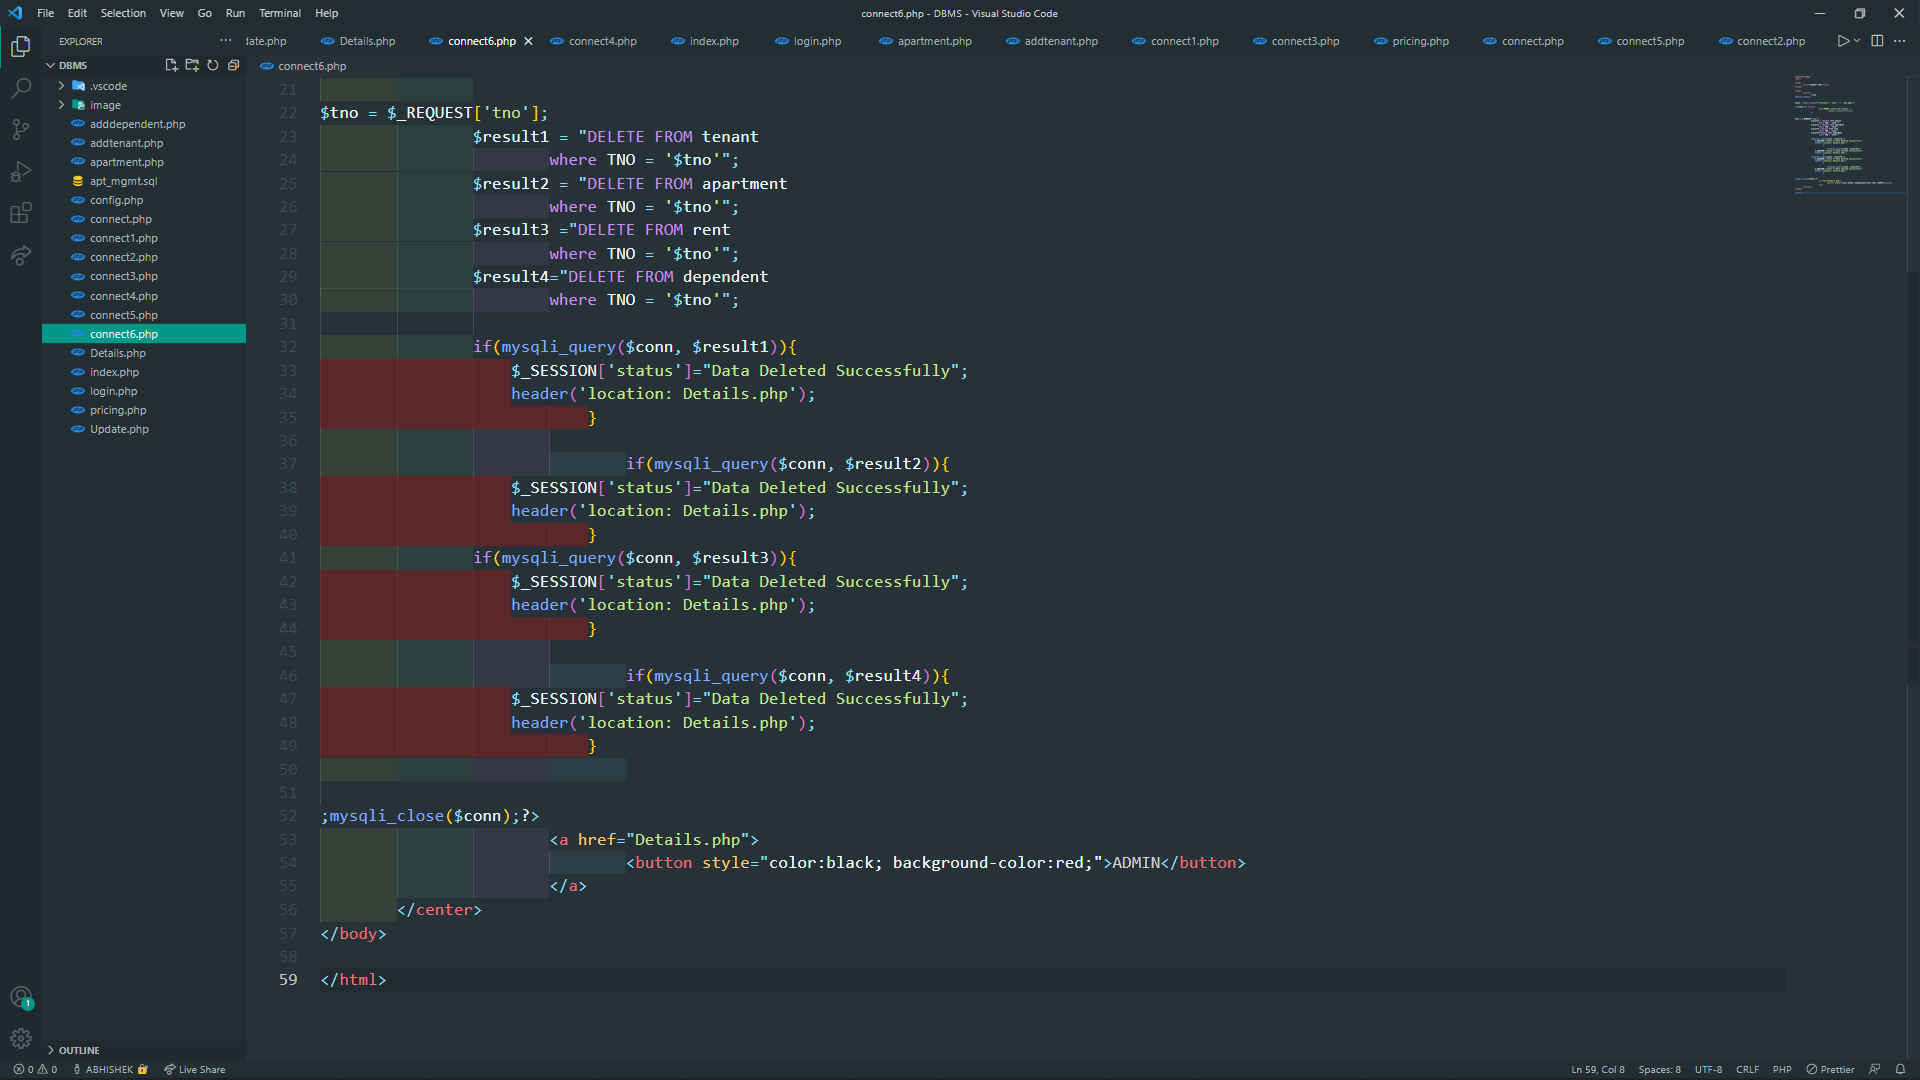 File Edit Selection View Go Run Terminal Help
connect6.php - DBMS - Visual Studio Code
EXPLORER
date.php Details.php connect6.php connect4.php index.php login.php apartment.php addtenant.php connect1.php connect3.php pricing.php connect.php connect5.php connect2.php
DBMS
.vscode
image
adddependent.php
addtenant.php
apartment.php
apt_mgmt.sql
config.php
connect.php
connect1.php
connect2.php
connect3.php
connect4.php
connect5.php
connect6.php
Details.php
index.php
login.php
pricing.php
Update.php
OUTLINE
connect6.php
21
22 $tno = $_REQUEST['tno'];
23 $result1 = "DELETE FROM tenant
24 where TNO = '$tno'";
25 $result2 = "DELETE FROM apartment
26 where TNO = '$tno'";
27 $result3 ="DELETE FROM rent
28 where TNO = '$tno'";
29 $result4="DELETE FROM dependent
30 where TNO = '$tno'";
31
32 if(mysqli_query($conn, $result1)){
33 $_SESSION['status']="Data Deleted Successfully";
34 header('location: Details.php');
35 }
36
37 if(mysqli_query($conn, $result2)){
38 $_SESSION['status']="Data Deleted Successfully";
39 header('location: Details.php');
40 }
41 if(mysqli_query($conn, $result3)){
42 $_SESSION['status']="Data Deleted Successfully";
43 header('location: Details.php');
44 }
45
46 if(mysqli_query($conn, $result4)){
47 $_SESSION['status']="Data Deleted Successfully";
48 header('location: Details.php');
49 }
50
51
52 ;mysqli_close($conn);?>
53 <a href="Details.php">
54 <button style="color:black; background-color:red;">ADMIN</button>
55 </a>
56 </center>
57 </body>
58
59 </html>
1
0 0 ABHISHEK Live Share
Ln 59, Col 8 Spaces: 8 UTF-8 CRLF PHP Prettier